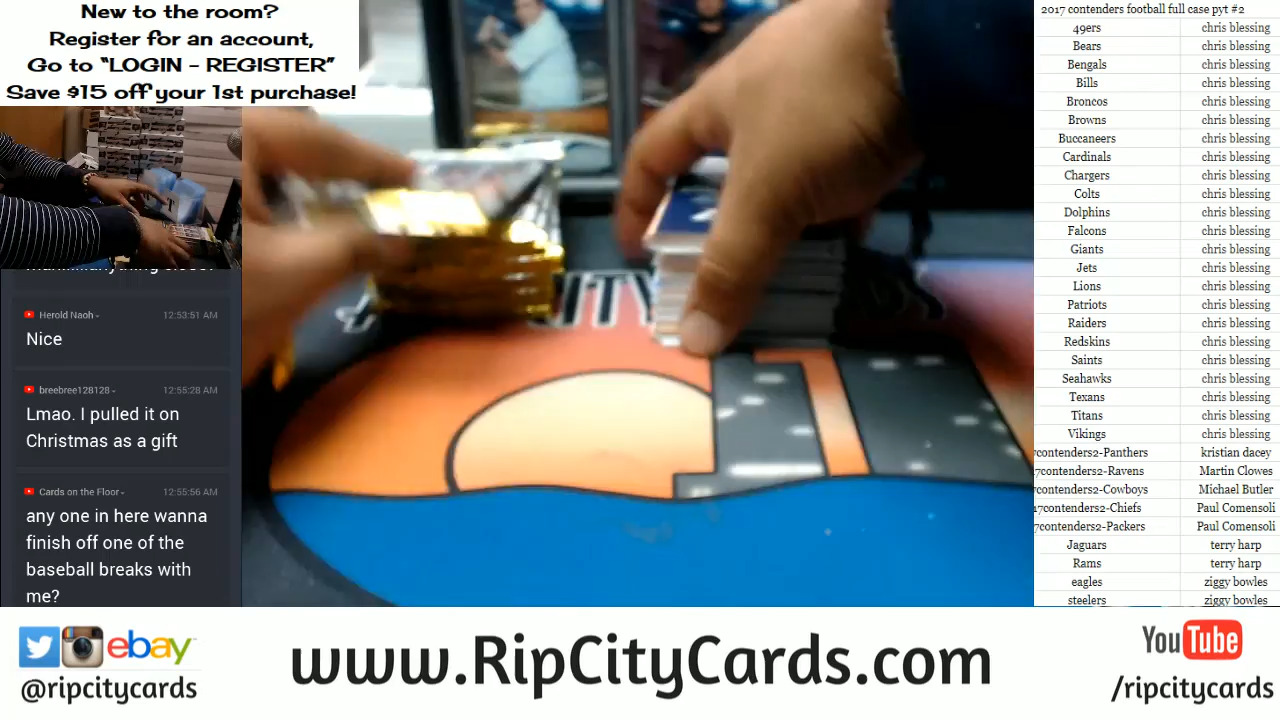 New to the room?
Register for an account,
Go to "LOGIN - REGISTER"
Save $15 off your 1st purchase!
Herold Naoh
12:53:51 AM
Nice
breebree128128
12:55:28 AM
Lmao. I pulled it on
Christmas as a gift
Cards on the Floor
12:55:56 AM
any one in here wanna
finish off one of the
baseball breaks with
me?
2017 contenders football full case pyt #2
49ers chris blessing
Bears chris blessing
Bengals chris blessing
Bills chris blessing
Broncos chris blessing
Browns chris blessing
Buccaneers chris blessing
Cardinals chris blessing
Chargers chris blessing
Colts chris blessing
Dolphins chris blessing
Falcons chris blessing
Giants chris blessing
Jets chris blessing
Lions chris blessing
Patriots chris blessing
Raiders chris blessing
Redskins chris blessing
Saints chris blessing
Seahawks chris blessing
Texans chris blessing
Titans chris blessing
Vikings chris blessing
7contenders2-Panthers kristian dacey
7contenders2-Ravens Martin Clowes
7contenders2-Cowboys Michael Butler
17contenders2-Chiefs Paul Comensoli
7contenders2-Packers Paul Comensoli
Jaguars terry harp
Rams terry harp
eagles ziggy bowles
steelers ziggy bowles
ebay
@ripcitycards
www.RipCityCards.com
YouTube
/ripcitycards